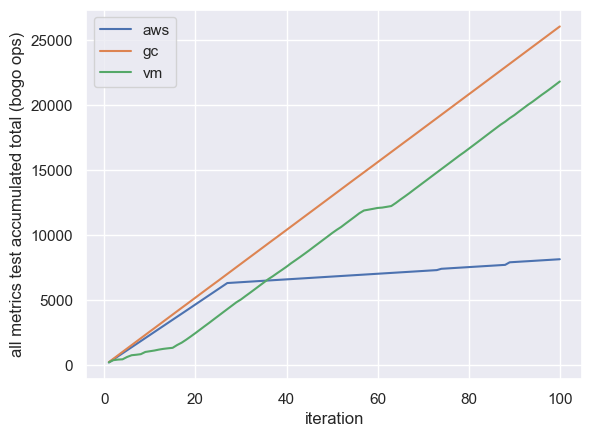 all metrics test accumulated total (bogo ops)
25000
20000
15000
10000
5000
0
aws
gc
vm
0 20 40 60 80 100
iteration